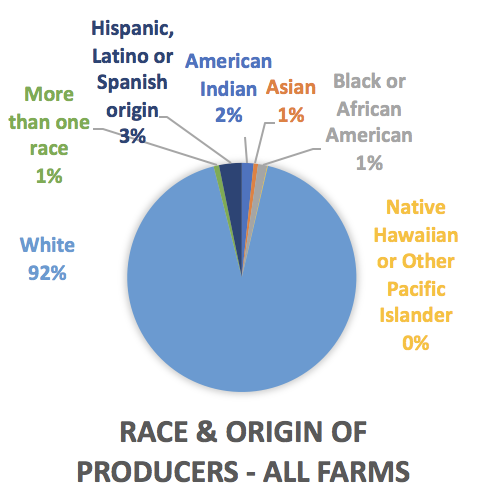 Hispanic,
Latino or
Spanish
origin
3%
American
Indian
2%
Asian
1%
Black or
African
American
1%
More
than one
race
1%
White
92%
Native
Hawaiian
or Other
Pacific
Islander
0%
RACE & ORIGIN OF
PRODUCERS - ALL FARMS